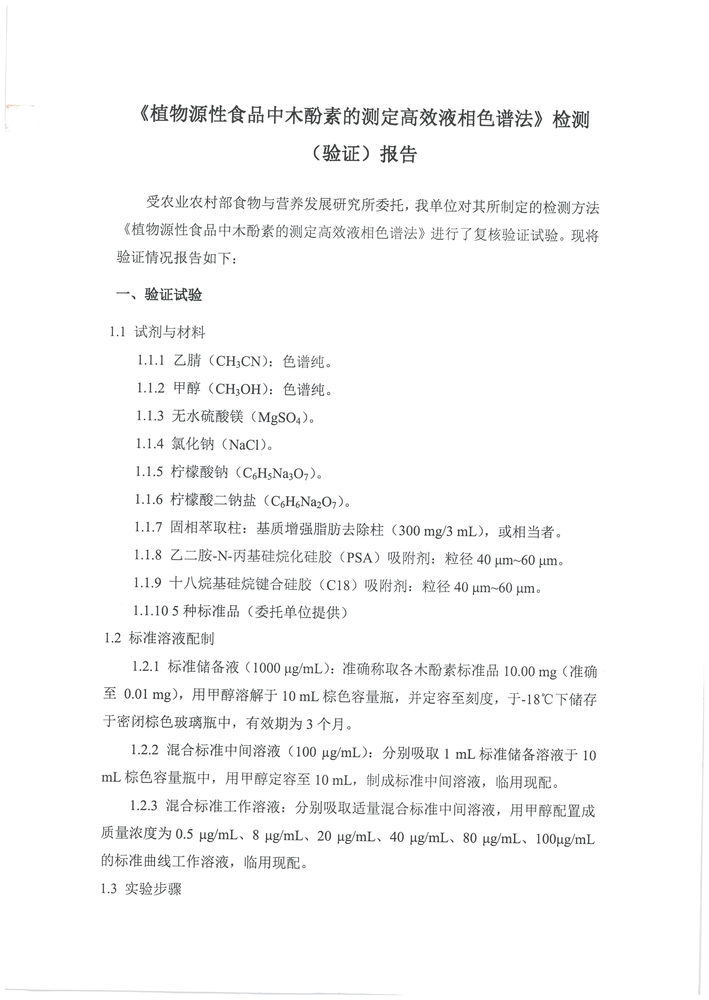 《植物源性食品中木酚素的测定高效液相色谱法》检测
（验证）报告
受农业农村部食物与营养发展研究所委托，我单位对其所制定的检测方法
《植物源性食品中木酚素的测定高效液相色谱法》进行了复核验证试验。现将
验证情况报告如下：
一、验证试验
1.1 试剂与材料
1.1.1 乙腈（CH₃CN）：色谱纯。
1.1.2 甲醇（CH₃OH）：色谱纯。
1.1.3 无水硫酸镁（MgSO₄）。
1.1.4 氯化钠（NaCl）。
1.1.5 柠檬酸钠（C₆H₅Na₃O₇）。
1.1.6 柠檬酸二钠盐（C₆H₆Na₂O₇）。
1.1.7 固相萃取柱：基质增强脂肪去除柱（300 mg/3 mL），或相当者。
1.1.8 乙二胺-N-丙基硅烷化硅胶（PSA）吸附剂：粒径 40 μm~60 μm。
1.1.9 十八烷基硅烷键合硅胶（C18）吸附剂：粒径 40 μm~60 μm。
1.1.10 5 种标准品（委托单位提供）
1.2 标准溶液配制
1.2.1 标准储备液（1000 μg/mL）：准确称取各木酚素标准品 10.00 mg（准确
至 0.01 mg），用甲醇溶解于 10 mL 棕色容量瓶，并定容至刻度，于-18℃下储存
于密闭棕色玻璃瓶中，有效期为 3 个月。
1.2.2 混合标准中间溶液（100 μg/mL）：分别吸取 1 mL 标准储备溶液于 10
mL 棕色容量瓶中，用甲醇定容至 10 mL，制成标准中间溶液，临用现配。
1.2.3 混合标准工作溶液：分别吸取适量混合标准中间溶液，用甲醇配置成
质量浓度为 0.5 μg/mL、8 μg/mL、20 μg/mL、40 μg/mL、80 μg/mL、100μg/mL
的标准曲线工作溶液，临用现配。
1.3 实验步骤